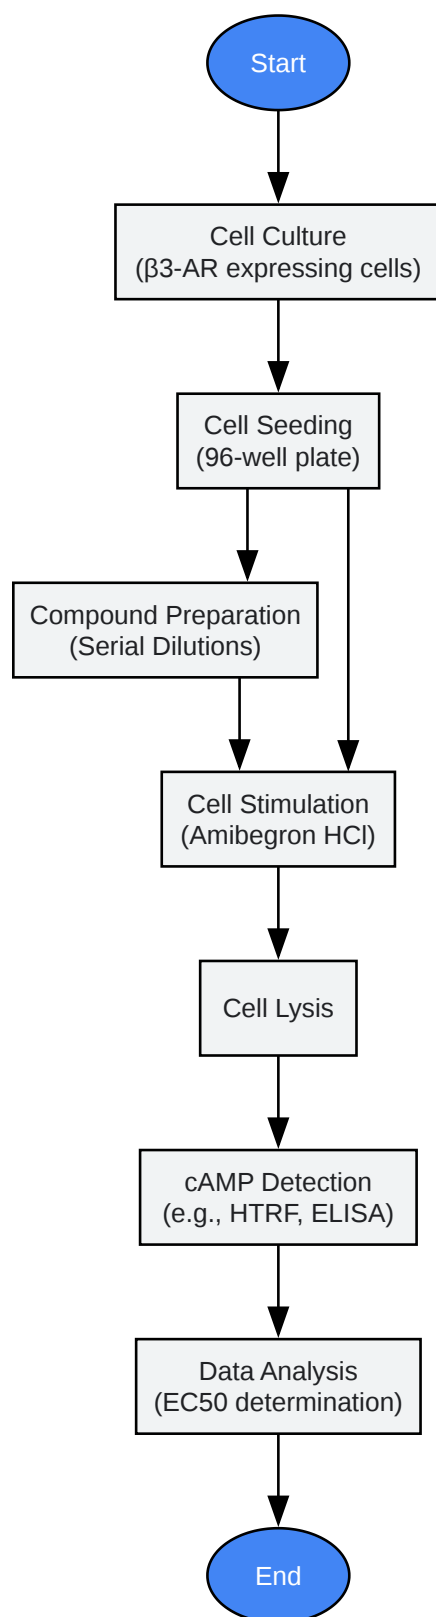 Start
Cell Culture
(β3-AR expressing cells)
Cell Seeding
(96-well plate)
Compound Preparation
(Serial Dilutions)
Cell Stimulation
(Amibegron HCl)
Cell Lysis
cAMP Detection
(e.g., HTRF, ELISA)
Data Analysis
(EC50 determination)
End